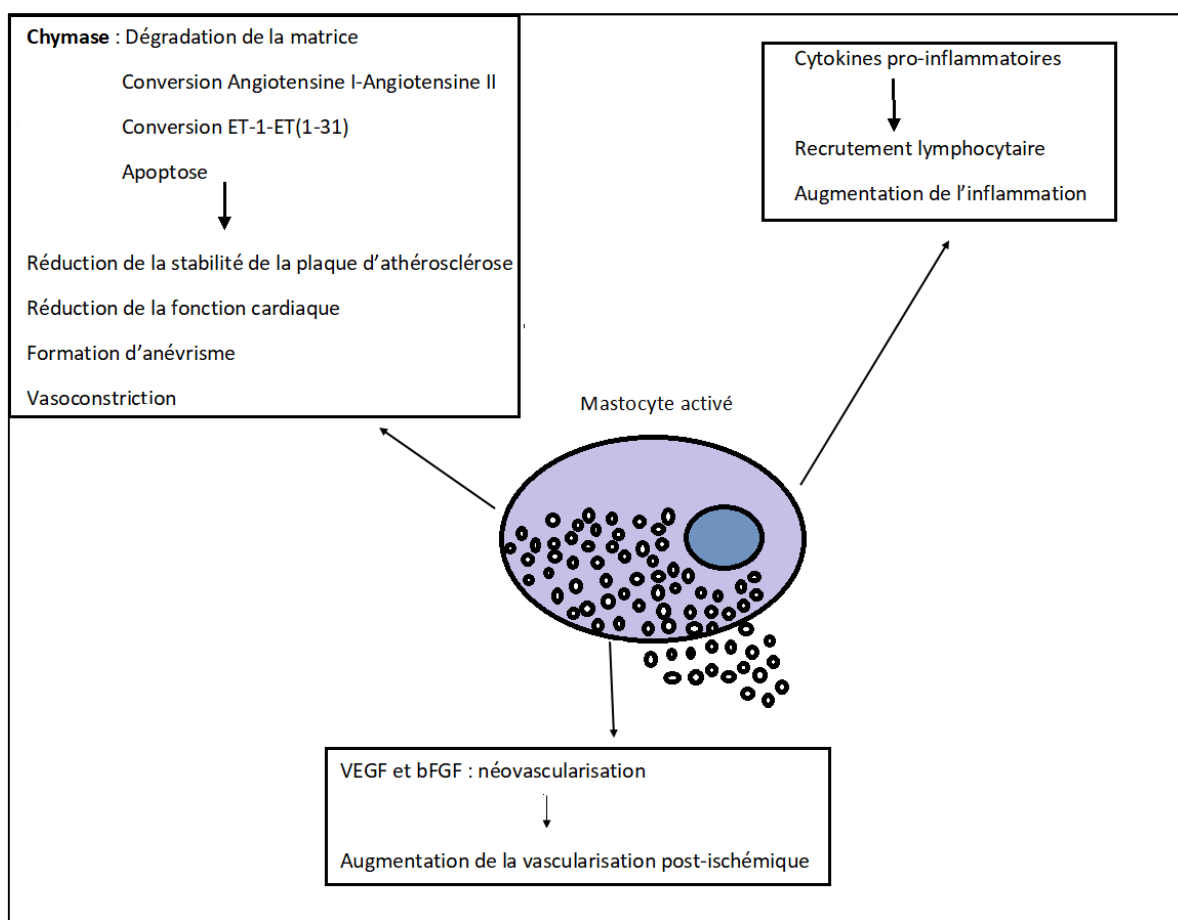 Chymase : Dégradation de la matrice
Conversion Angiotensine I-Angiotensine II
Conversion ET-1-ET(1-31)
Apoptose
Réduction de la stabilité de la plaque d’athérosclérose
Réduction de la fonction cardiaque
Formation d’anévrisme
Vasoconstriction
Cytokines pro-inflammatoires
Recrutement lymphocytaire
Augmentation de l’inflammation
Mastocyte activé
VEGF et bFGF : néovascularisation
Augmentation de la vascularisation post-ischémique